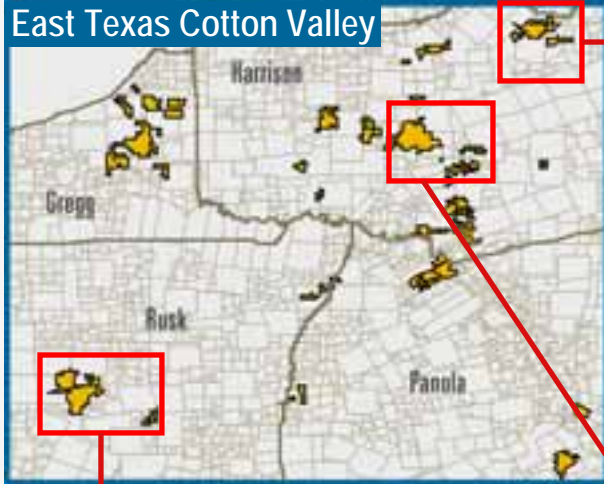 East Texas Cotton Valley
Harrison
Gregg
Rusk
Panola